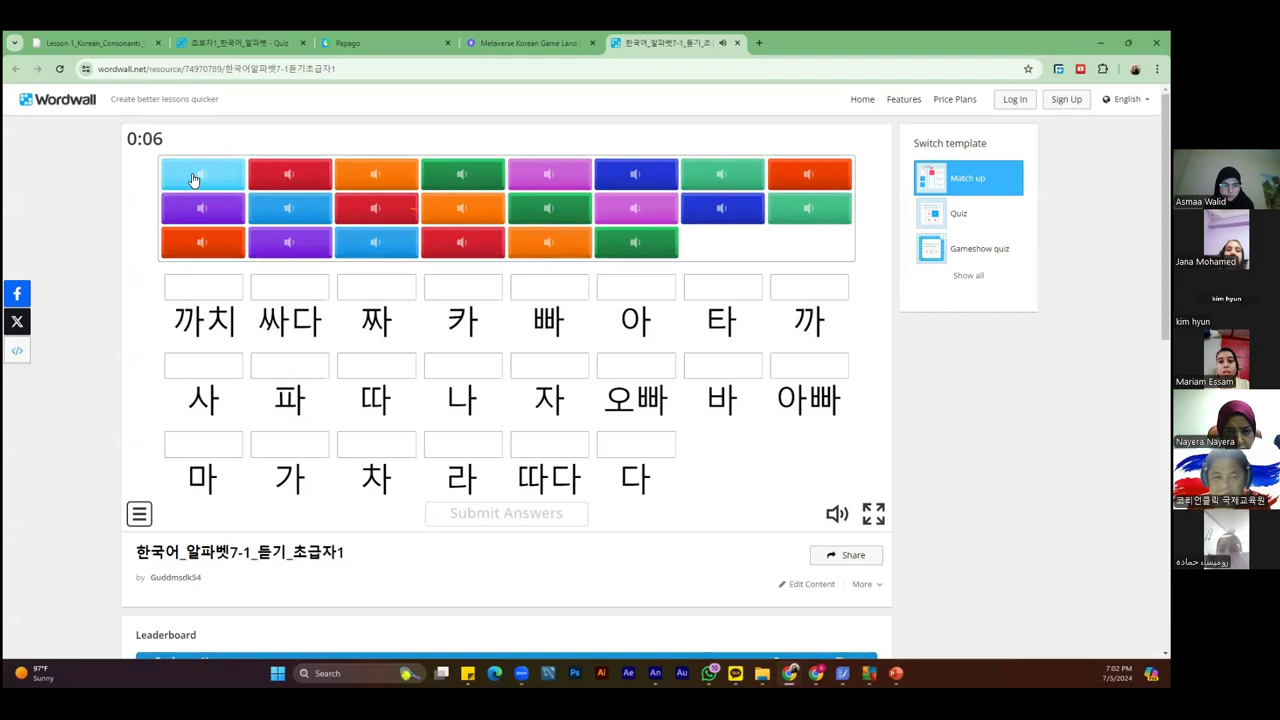 Lesson 1_Korean_Consonants_
초보자1_한국어_알파벳 - Quiz
Papago
Metaverse Korean Game Land
한국어_알파벳7-1_듣기_초
wordwall.net/resource/74970789/한국어알파벳7-1듣기초급자1
Wordwall
Create better lessons quicker
Home
Features
Price Plans
Log In
Sign Up
English
0:06
까치 싸다 짜 카 빠 아 타 까
사 파 따 나 자 오빠 바 아빠
마 가 차 라 따다 다
Submit Answers
한국어_알파벳7-1_듣기_초급자1
Share
by Guddmsdk54
Edit Content
More
Leaderboard
Switch template
Match up
Quiz
Gameshow quiz
Show all
Asmaa Walid
Jana Mohamed
kim hyun
kim hyun
Mariam Essam
Nayera Nayera
코리언클릭 국제교육원
روميساء حماده
97°F
Sunny
Search
7:02 PM
7/5/2024